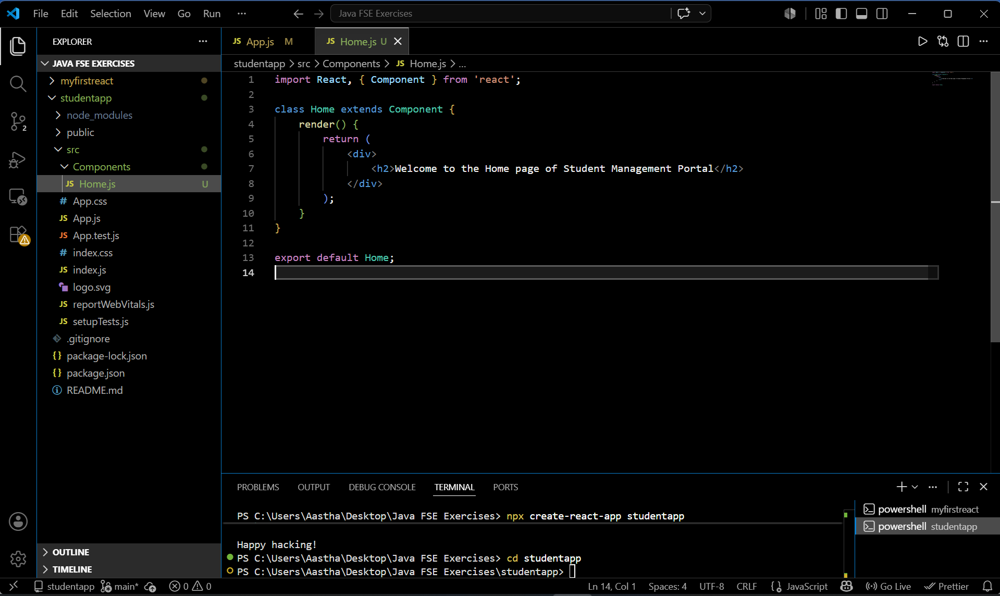 File Edit Selection View Go Run ···
Java FSE Exercises
EXPLORER
JAVA FSE EXERCISES
myfirstreact
studentapp
node_modules
public
src
Components
JS Home.js U
# App.css
JS App.js
JS App.test.js
# index.css
JS index.js
logo.svg
JS reportWebVitals.js
JS setupTests.js
.gitignore
{} package-lock.json
{} package.json
README.md
OUTLINE
TIMELINE
2
JS App.js M
JS Home.js U
studentapp > src > Components > JS Home.js > ...
1 import React, { Component } from 'react';
2
3 class Home extends Component {
4 render() {
5 return (
6 <div>
7 <h2>Welcome to the Home page of Student Management Portal</h2>
8 </div>
9 );
10 }
11 }
12
13 export default Home;
14
PROBLEMS OUTPUT DEBUG CONSOLE TERMINAL PORTS
PS C:\Users\Aastha\Desktop\Java FSE Exercises> npx create-react-app studentapp
Happy hacking!
PS C:\Users\Aastha\Desktop\Java FSE Exercises> cd studentapp
PS C:\Users\Aastha\Desktop\Java FSE Exercises\studentapp>
powershell myfirstreact
powershell studentapp
studentapp main* 0 0 Ln 14, Col 1 Spaces: 4 UTF-8 CRLF JavaScript Go Live Prettier